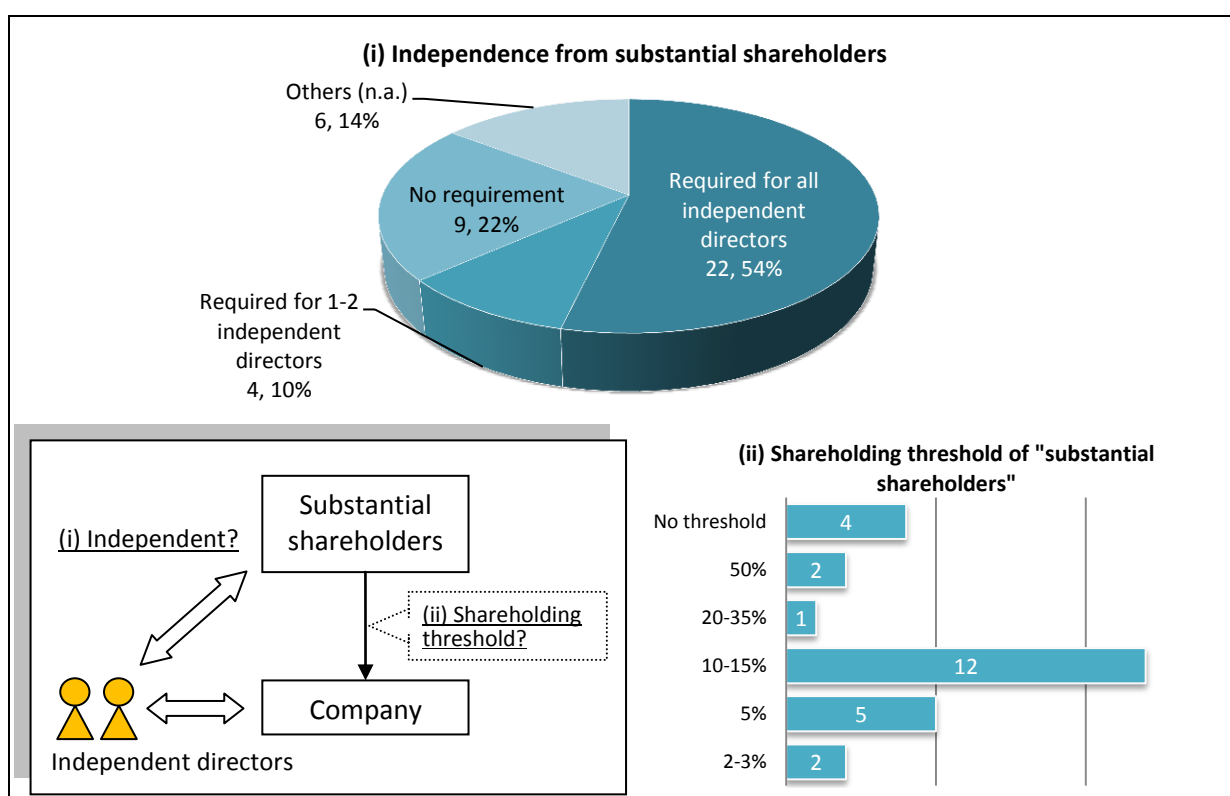 (i) Independence from substantial shareholders
Others (n.a.)
6, 14%
Required for all
independent
directors
22, 54%
No requirement
9, 22%
Required for 1-2
independent
directors
4, 10%
Substantial
shareholders
(i) Independent?
(ii) Shareholding
threshold?
Company
Independent directors
(ii) Shareholding threshold of "substantial
shareholders"
No threshold
4
50%
2
20-35%
1
10-15%
12
5%
5
2-3%
2